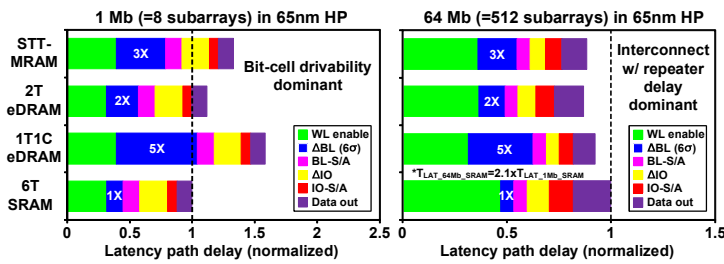 1 Mb (=8 subarrays) in 65nm HP
STT-
MRAM
2T
eDRAM
1T1C
eDRAM
6T
SRAM
3X
2X
5X
1X
Bit-cell drivability
dominant
WL enable
ΔBL (6σ)
BL-S/A
ΔIO
IO-S/A
Data out
0 0.5 1 1.5 2 2.5
Latency path delay (normalized)
64 Mb (=512 subarrays) in 65nm HP
3X
2X
5X
1X
Interconnect
w/ repeater
delay
dominant
WL enable
ΔBL (6σ)
BL-S/A
ΔIO
IO-S/A
Data out
*TLAT_64Mb_SRAM=2.1xTLAT_1Mb_SRAM
0 0.5 1 1.5
Latency path delay (normalized)